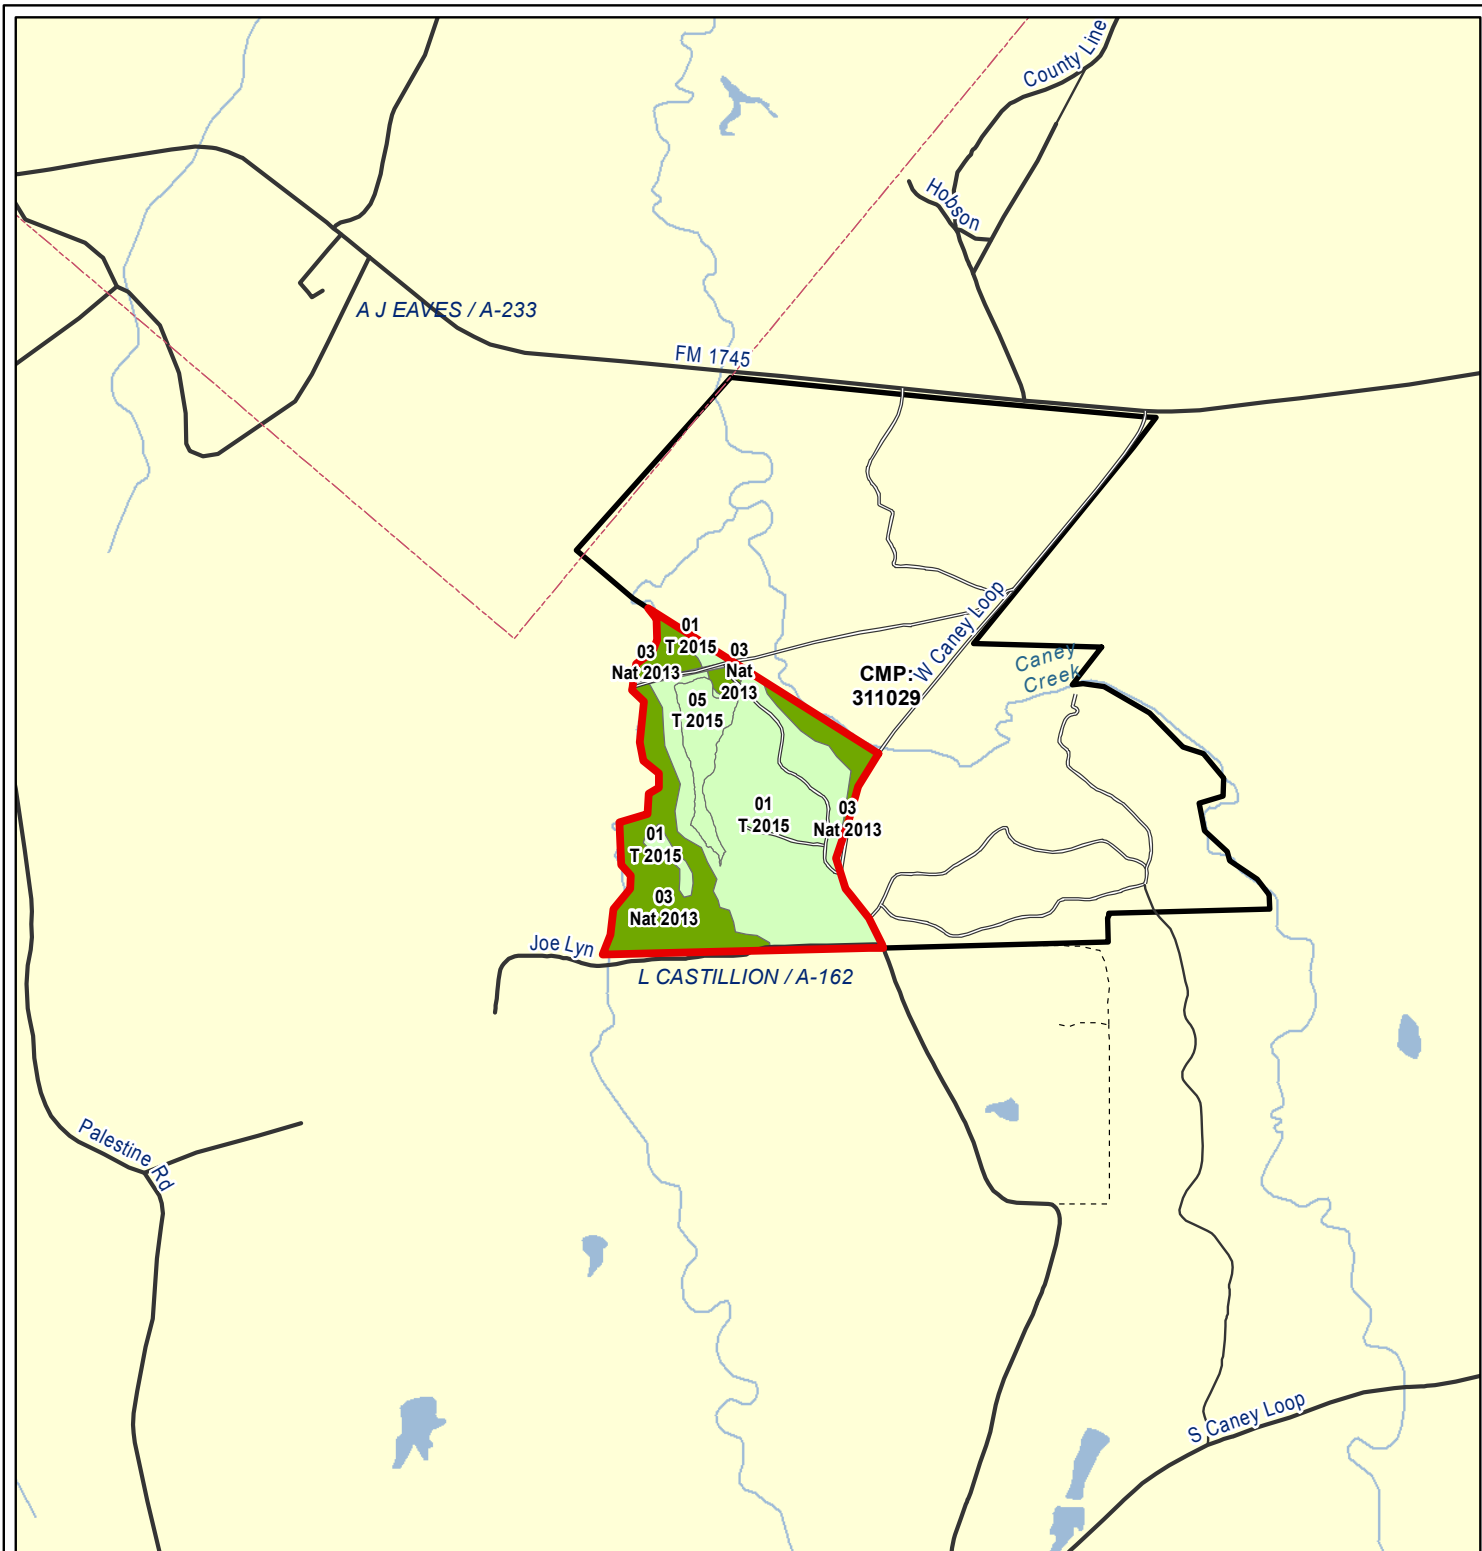 County Line
Hobson
A J EAVES / A-233
FM 1745
01
T 2015
03
Nat 2013
03
Nat
2013
CMP:
311029
W Caney Loop
Caney
Creek
05
T 2015
01
T 2015
03
Nat 2013
01
T 2015
03
Nat 2013
Joe Lyn
L CASTILLION / A-162
Palestine Rd
S Caney Loop